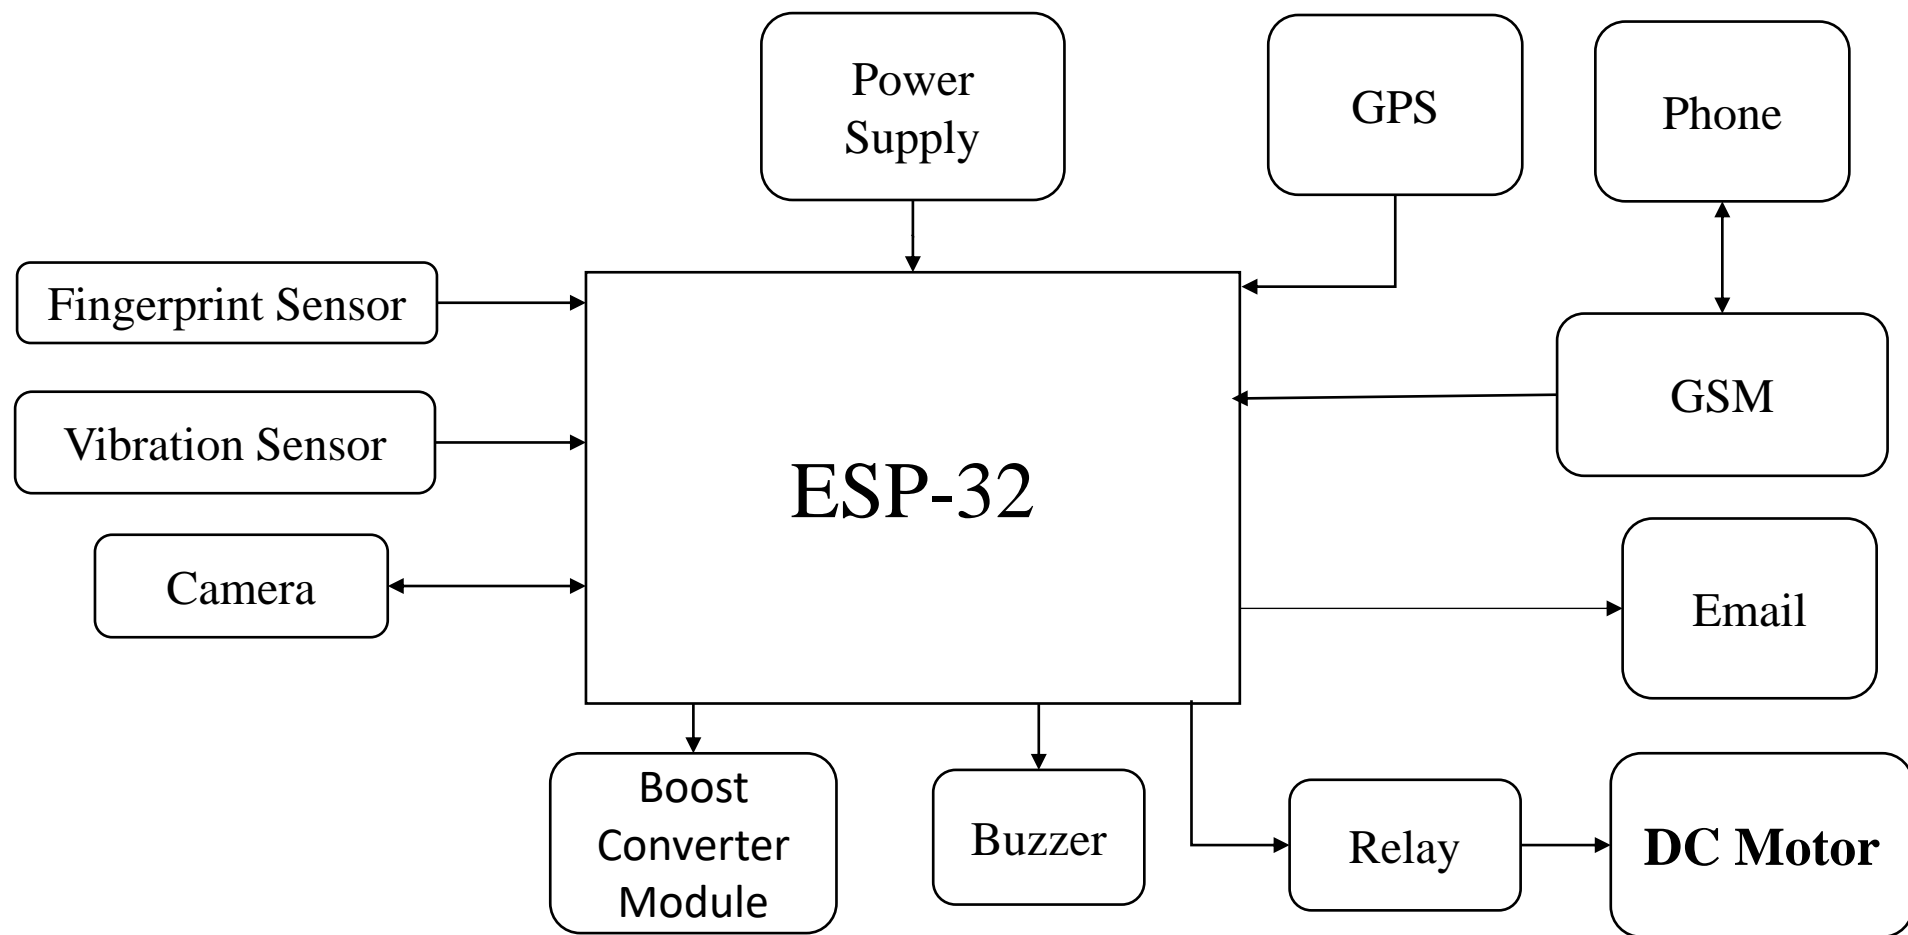 Power
Supply
GPS
Phone
Fingerprint Sensor
Vibration Sensor
Camera
ESP-32
GSM
Email
Boost
Converter
Module
Buzzer
Relay
DC Motor